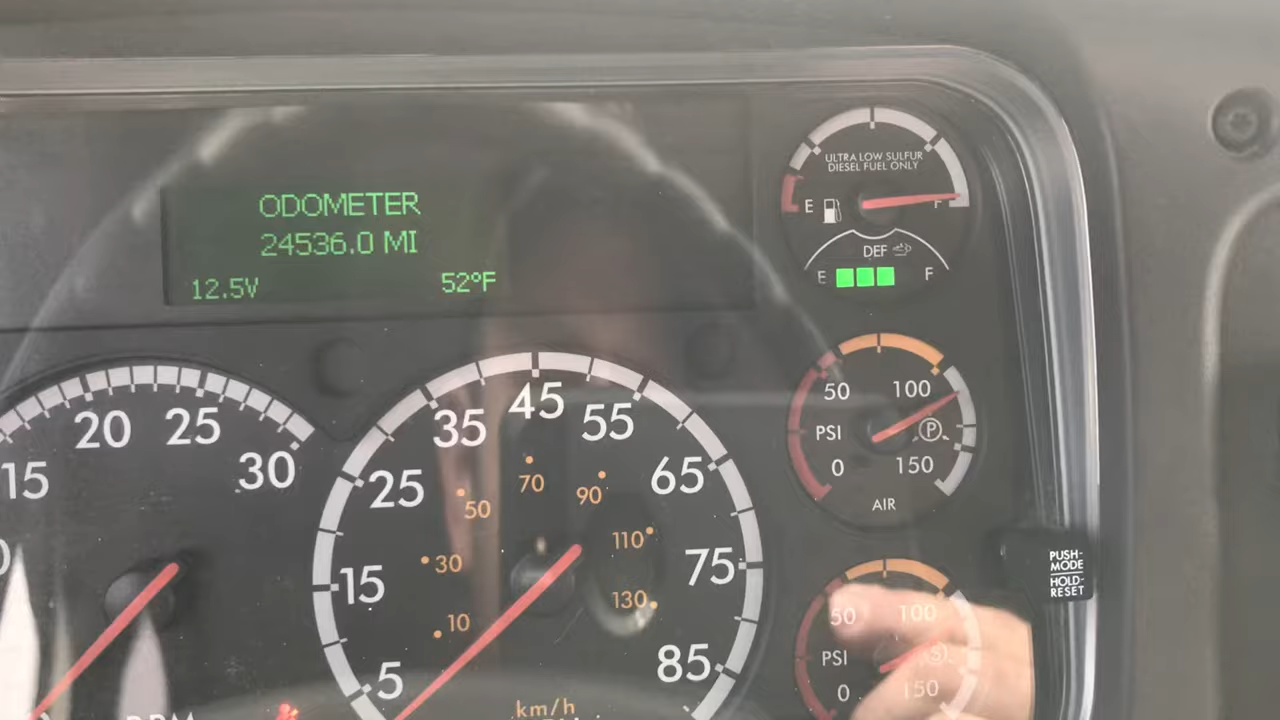 ODOMETER
24536.0 MI
12.5V 52°F
ULTRA LOW SULFUR
DIESEL FUEL ONLY
E F
DEF
E F
15 20 25 30
5 15 25 35 45 55 65 75 85
10 30 50 70 90 110 130
km/h
50 100
PSI P
0 150
AIR
PUSH-
MODE
HOLD-
RESET
50 100
PSI S
0 150